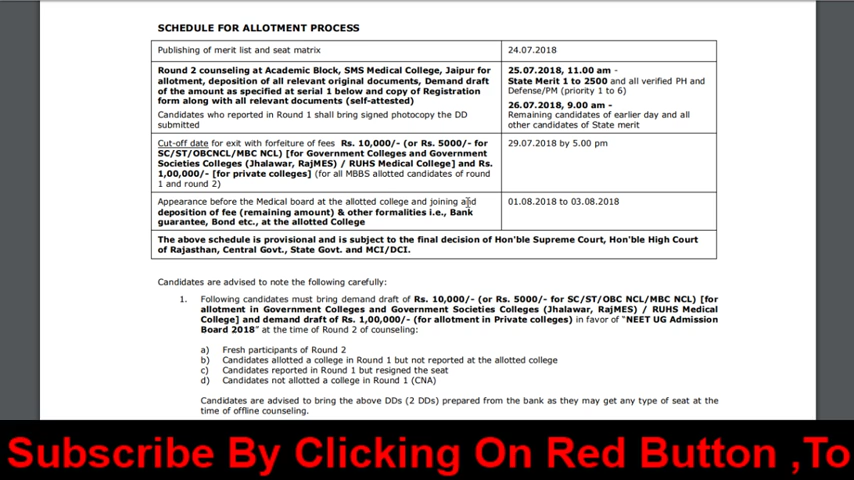 SCHEDULE FOR ALLOTMENT PROCESS
Publishing of merit list and seat matrix
24.07.2018
Round 2 counseling at Academic Block, SMS Medical College, Jaipur for
allotment, deposition of all relevant original documents, Demand draft
of the amount as specified at serial 1 below and copy of Registration
form along with all relevant documents (self-attested)
Candidates who reported in Round 1 shall bring signed photocopy the DD
submitted
25.07.2018, 11.00 am -
State Merit 1 to 2500 and all verified PH and
Defense/PM (priority 1 to 6)
26.07.2018, 9.00 am -
Remaining candidates of earlier day and all
other candidates of State merit
Cut-off date for exit with forfeiture of fees Rs. 10,000/- (or Rs. 5000/- for
SC/ST/OBCNCL/MBC NCL) [for Government Colleges and Government
Societies Colleges (Jhalawar, RajMES) / RUHS Medical College] and Rs.
1,00,000/- [for private colleges] (for all MBBS allotted candidates of round
1 and round 2)
29.07.2018 by 5.00 pm
Appearance before the Medical board at the allotted college and joining and
deposition of fee (remaining amount) & other formalities i.e., Bank
guarantee, Bond etc., at the allotted College
01.08.2018 to 03.08.2018
The above schedule is provisional and is subject to the final decision of Hon'ble Supreme Court, Hon'ble High Court
of Rajasthan, Central Govt., State Govt. and MCI/DCI.
Candidates are advised to note the following carefully:
1. Following candidates must bring demand draft of Rs. 10,000/- (or Rs. 5000/- for SC/ST/OBC NCL/MBC NCL) [for
allotment in Government Colleges and Government Societies Colleges (Jhalawar, RajMES) / RUHS Medical
College] and demand draft of Rs. 1,00,000/- (for allotment in Private colleges) in favor of "NEET UG Admission
Board 2018" at the time of Round 2 of counseling:
a) Fresh participants of Round 2
b) Candidates allotted a college in Round 1 but not reported at the allotted college
c) Candidates reported in Round 1 but resigned the seat
d) Candidates not allotted a college in Round 1 (CNA)
Candidates are advised to bring the above DDs (2 DDs) prepared from the bank as they may get any type of seat at the
time of offline counseling.
Subscribe By Clicking On Red Button ,To